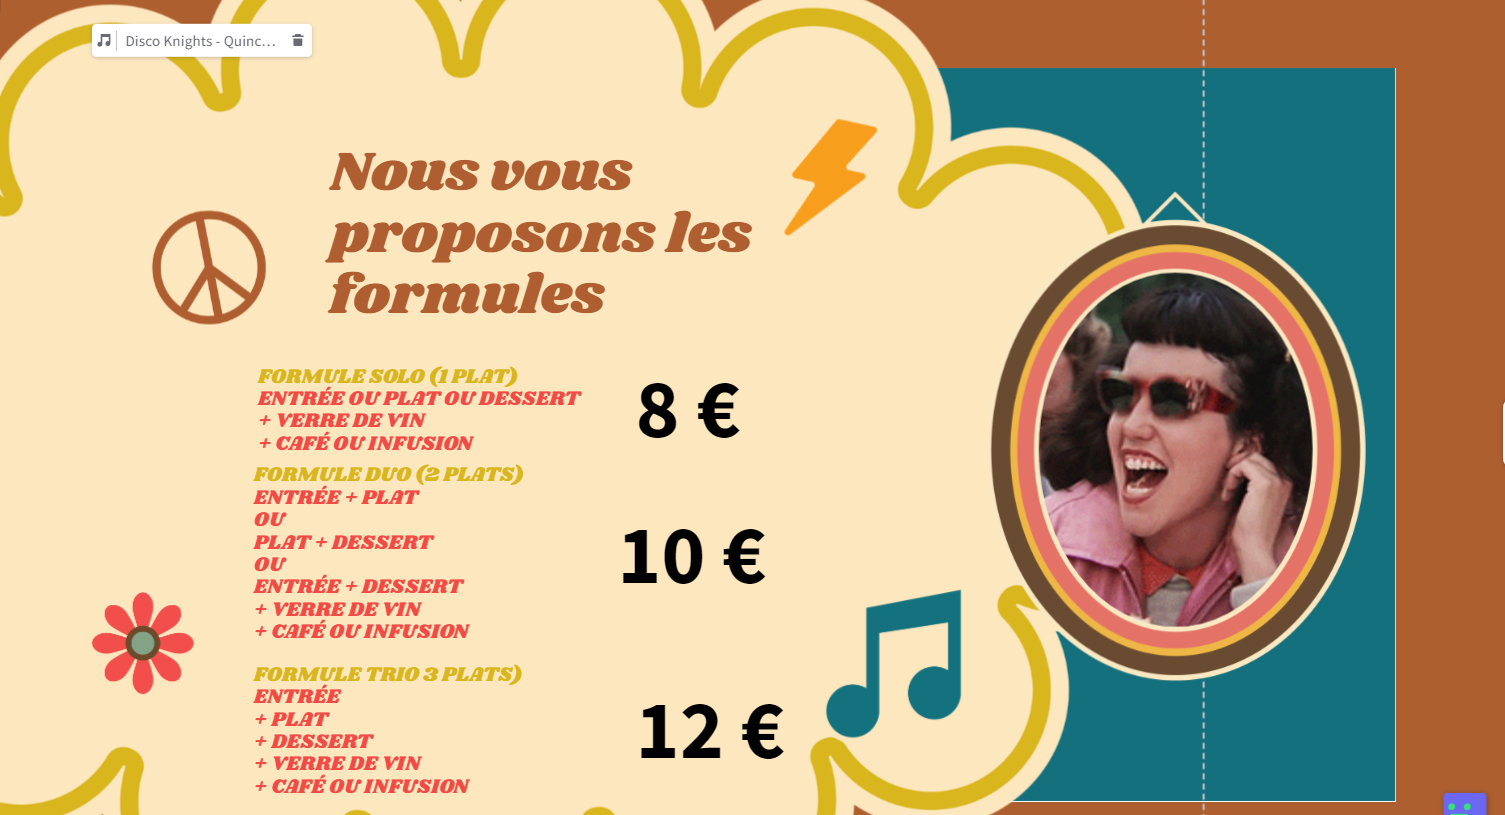 Disco Knights - Quinc...
Nous vous
proposons les
formules
FORMULE SOLO (1 PLAT)
ENTRÉE OU PLAT OU DESSERT
+ VERRE DE VIN
+ CAFÉ OU INFUSION
8 €
FORMULE DUO (2 PLATS)
ENTRÉE + PLAT
OU
PLAT + DESSERT
OU
ENTRÉE + DESSERT
+ VERRE DE VIN
+ CAFÉ OU INFUSION
10 €
FORMULE TRIO 3 PLATS)
ENTRÉE
+ PLAT
+ DESSERT
+ VERRE DE VIN
+ CAFÉ OU INFUSION
12 €